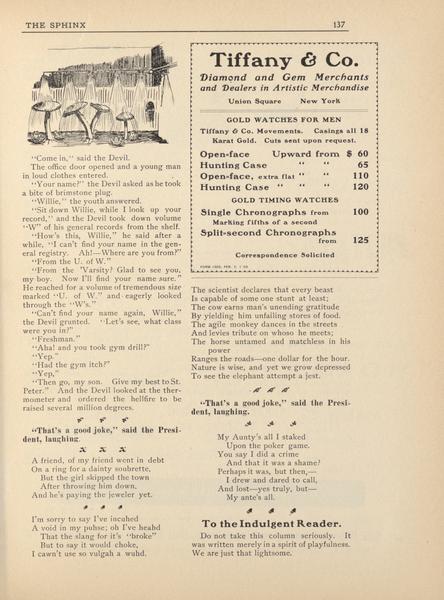 THE SPHINX
137
"Come in," said the Devil.
The office door opened and a young man
in loud clothes entered.
"Your name?" the Devil asked as he took
a bite of brimstone plug.
"Willie," the youth answered.
"Sit down Willie, while I look up your
record," and the Devil took down volume
"W" of his general records from the shelf.
"How's this, Willie," he said after a
while, "I can't find your name in the gen-
eral registry. Ah!—Where are you from?"
"From the U. of W."
"From the 'Varsity? Glad to see you,
my boy. Now I'll find your name sure."
He reached for a volume of tremendous size
marked "U. of W." and eagerly looked
through the "W's."
"Can't find your name again, Willie,"
the Devil grunted. "Let's see, what class
were you in?"
"Freshman."
"Aha! and you took gym drill?"
"Yep."
"Had the gym itch?"
"Yep,"
"Then go, my son. Give my best to St.
Peter." And the Devil looked at the ther-
mometer and ordered the hellfire to be
raised several million degrees.
"That's a good joke," said the Presi-
dent, laughing.
A friend, of my friend went in debt
On a ring for a dainty soubrette,
But the girl skipped the town
After throwing him down,
And he's paying the jeweler yet.
I'm sorry to say I've incuhed
A void in my puhse; oh I've heahd
That the slang for it's "broke"
But to say it would choke,
I cawn't use so vulgah a wuhd.
Tiffany & Co.
Diamond and Gem Merchants
and Dealers in Artistic Merchandise
Union Square New York
GOLD WATCHES FOR MEN
Tiffany & Co. Movements. Casings all 18
Karat Gold. Cuts sent upon request.
Open-face Upward from $ 60
Hunting Case " " 65
Open-face, extra flat " " 110
Hunting Case " " " 120
GOLD TIMING WATCHES
Single Chronographs from 100
Marking fifths of a second
Split-second Chronographs
from 125
Correspondence Solicited
The scientist declares that every beast
Is capable of some one stunt at least;
The cow earns man's unending gratitude
By yielding him unfailing stores of food.
The agile monkey dances in the streets
And levies tribute on whoso he meets;
The horse untamed and matchless in his
power
Ranges the roads—one dollar for the hour.
Nature is wise, and yet we grow depressed
To see the elephant attempt a jest.
"That's a good joke," said the Presi-
dent, laughing.
My Aunty's all I staked
Upon the poker game.
You say I did a crime
And that it was a shame?
Perhaps it was, but then,—
I drew and dared to call,
And lost—yes truly, but—
My ante's all.
To the Indulgent Reader.
Do not take this column seriously. It
was written merely in a spirit of playfulness.
We are just that lightsome.